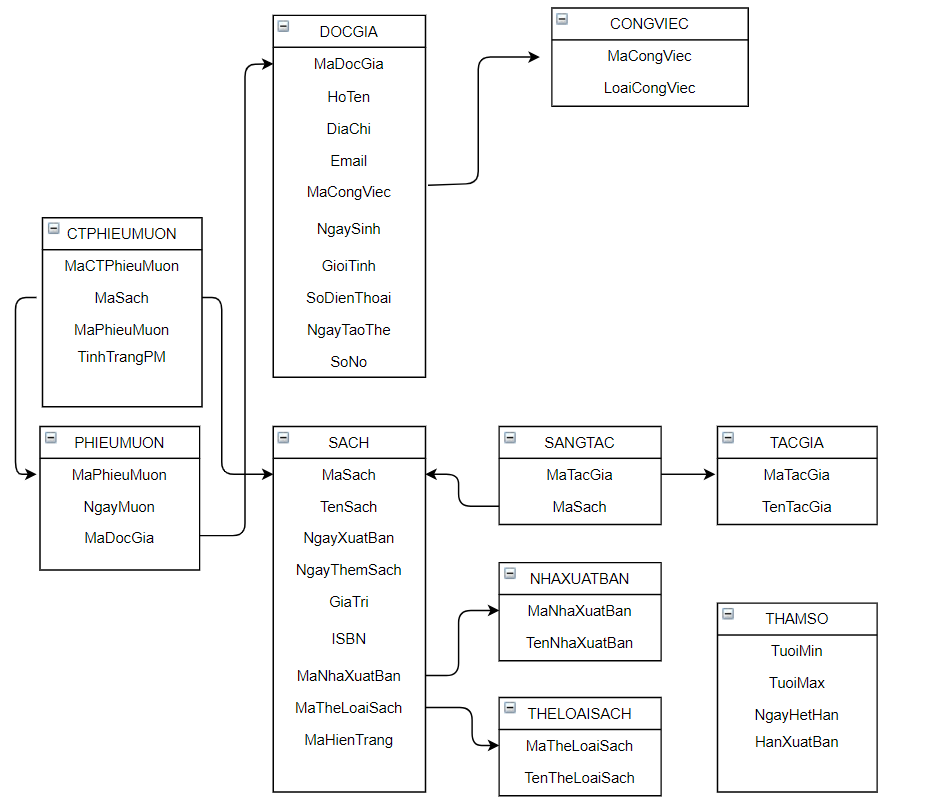 DOCGIA
MaDocGia
HoTen
DiaChi
Email
MaCongViec
NgaySinh
GioiTinh
SoDienThoai
NgayTaoThe
SoNo
CONGVIEC
MaCongViec
LoaiCongViec
CTPHIEUMUON
MaCTPhieuMuon
MaSach
MaPhieuMuon
TinhTrangPM
PHIEUMUON
MaPhieuMuon
NgayMuon
MaDocGia
SACH
MaSach
TenSach
NgayXuatBan
NgayThemSach
GiaTri
ISBN
MaNhaXuatBan
MaTheLoaiSach
MaHienTrang
SANGTAC
MaTacGia
MaSach
TACGIA
MaTacGia
TenTacGia
NHAXUATBAN
MaNhaXuatBan
TenNhaXuatBan
THELOAISACH
MaTheLoaiSach
TenTheLoaiSach
THAMSO
TuoiMin
TuoiMax
NgayHetHan
HanXuatBan